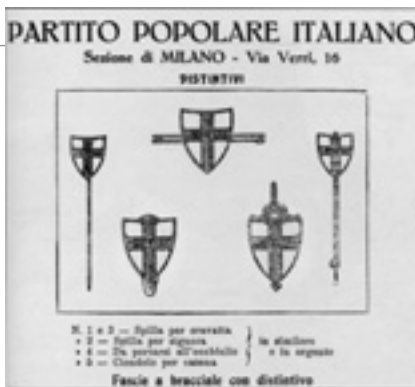 PARTITO POPOLARE ITALIANO
Sezione di MILANO - Via Verri, 16
DISTINTIVI
N. 1 e 3 — Spilla per cravatta
» 2 — Spilla per signora
» 4 — Da portarsi all'occhiello
» 5 — Ciondolo per catena
in similoro
» in argento
Fascie a bracciale con distintivo